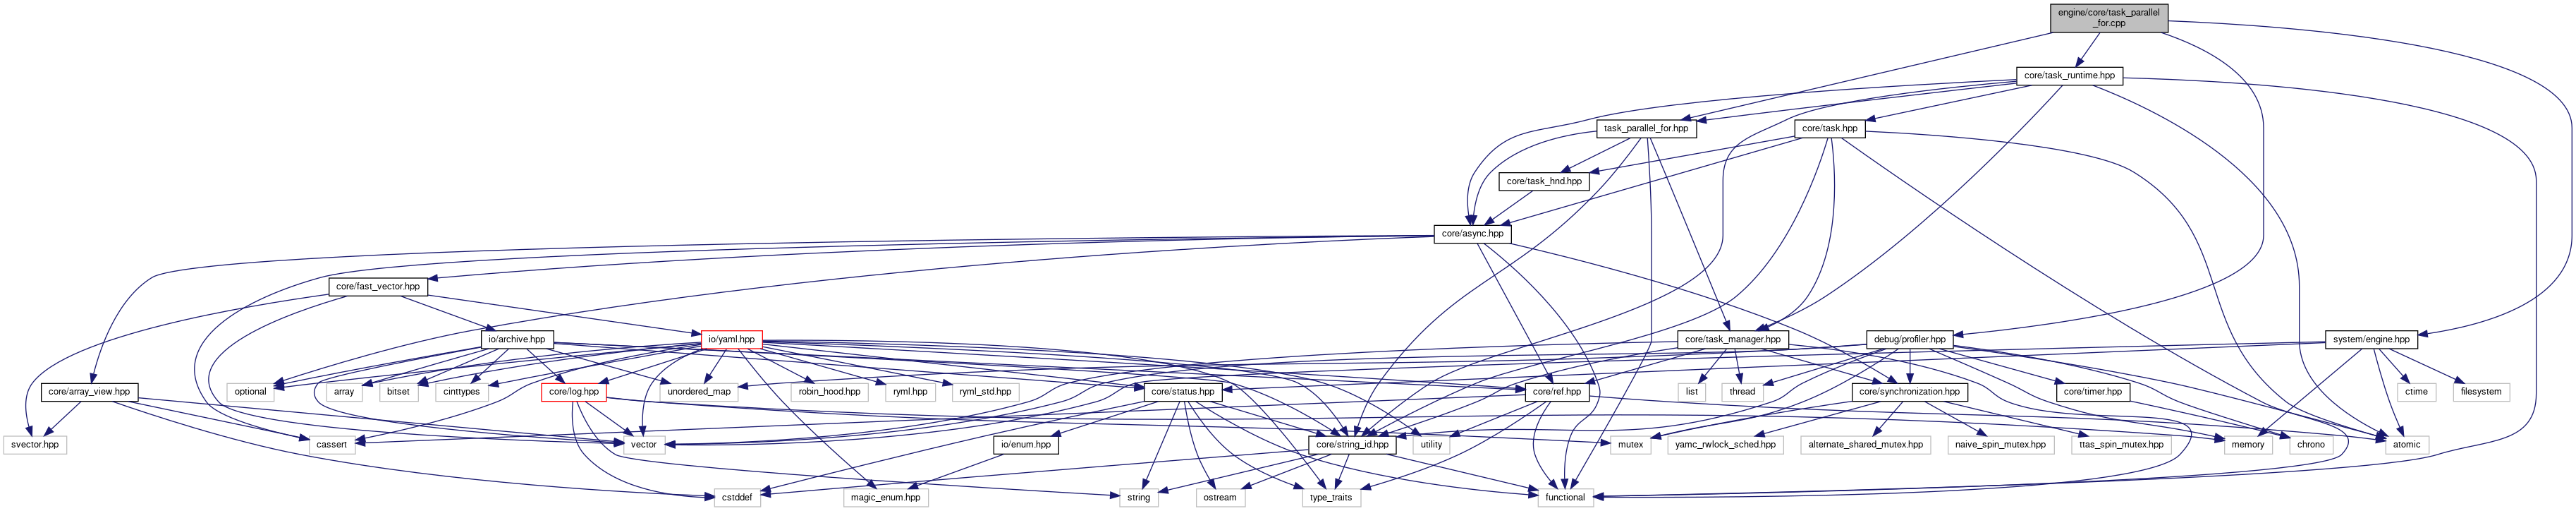 engine/core/task_parallel
_for.cpp
core/task_runtime.hpp
task_parallel_for.hpp
core/task.hpp
core/task_hnd.hpp
core/async.hpp
core/fast_vector.hpp
io/archive.hpp
io/yaml.hpp
core/task_manager.hpp
debug/profiler.hpp
system/engine.hpp
core/array_view.hpp
optional
array
bitset
cinttypes
core/log.hpp
unordered_map
robin_hood.hpp
ryml.hpp
ryml_std.hpp
core/status.hpp
core/ref.hpp
list
thread
core/synchronization.hpp
core/timer.hpp
ctime
filesystem
svector.hpp
cassert
vector
io/enum.hpp
core/string_id.hpp
utility
mutex
yamc_rwlock_sched.hpp
alternate_shared_mutex.hpp
naive_spin_mutex.hpp
ttas_spin_mutex.hpp
memory
chrono
atomic
cstddef
magic_enum.hpp
string
ostream
type_traits
functional